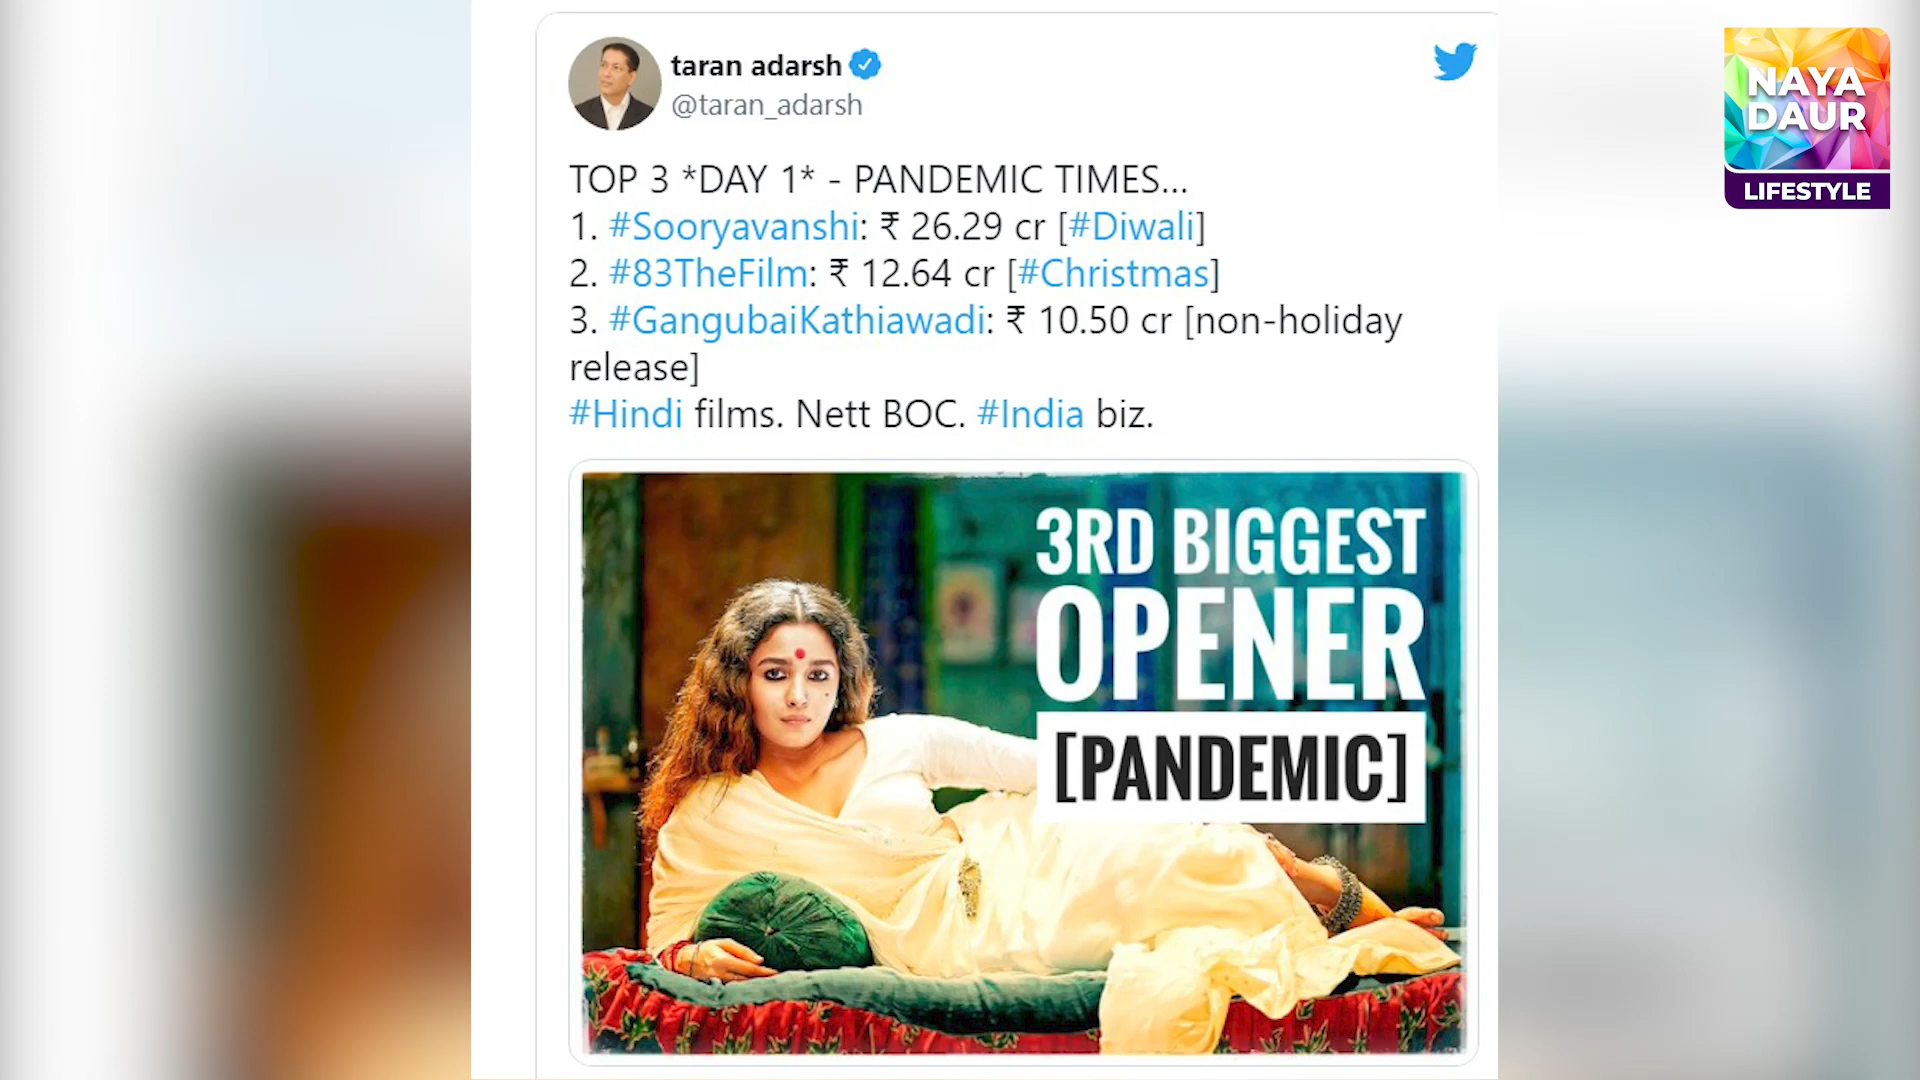 taran adarsh
@taran_adarsh
TOP 3 *DAY 1* - PANDEMIC TIMES...
1. #Sooryavanshi: ₹ 26.29 cr [#Diwali]
2. #83TheFilm: ₹ 12.64 cr [#Christmas]
3. #GangubaiKathiawadi: ₹ 10.50 cr [non-holiday
release]
#Hindi films. Nett BOC. #India biz.
3RD BIGGEST
OPENER
[PANDEMIC]
NAYA
DAUR
LIFESTYLE